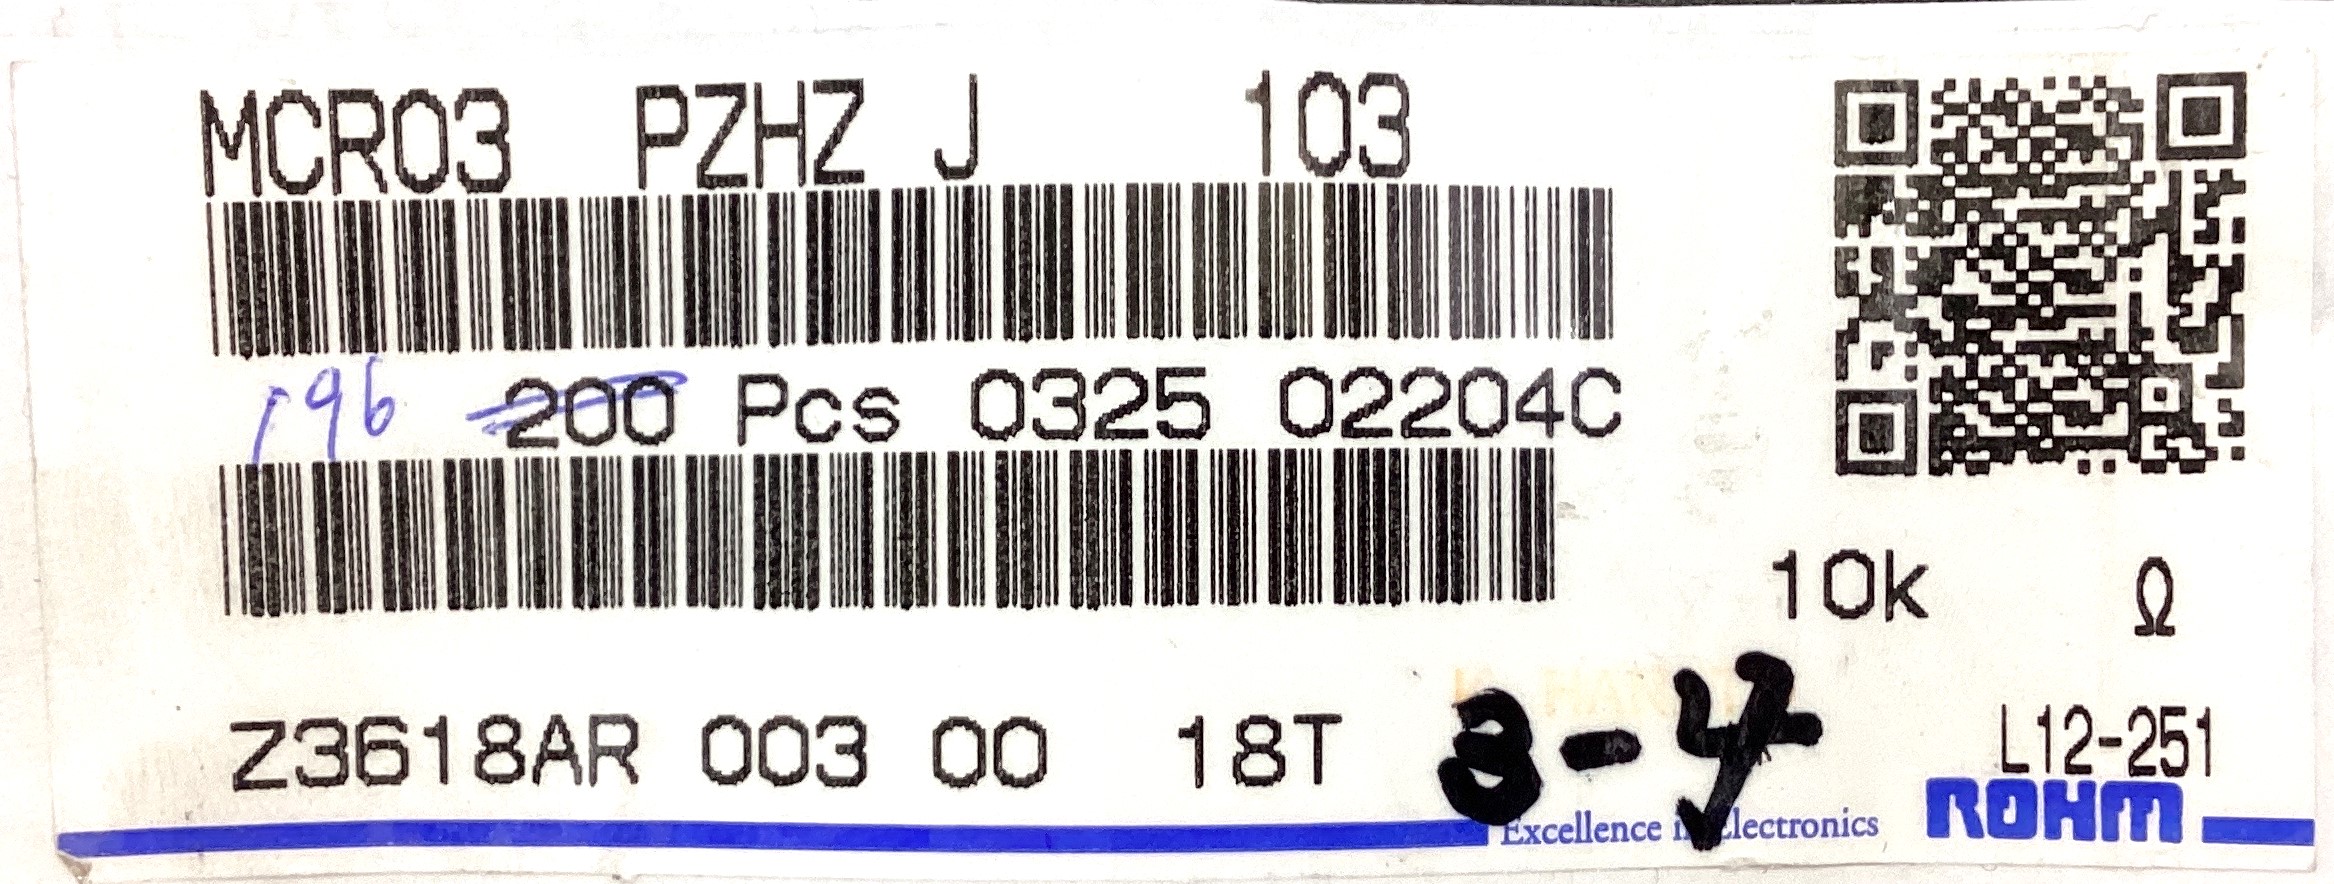 MCR03 PZHZ J 103
196 200 Pcs 0325 02204C
10k Ω
Z3618AR 003 00 18T 3-4 L12-251
Excellence in Electronics ROHM